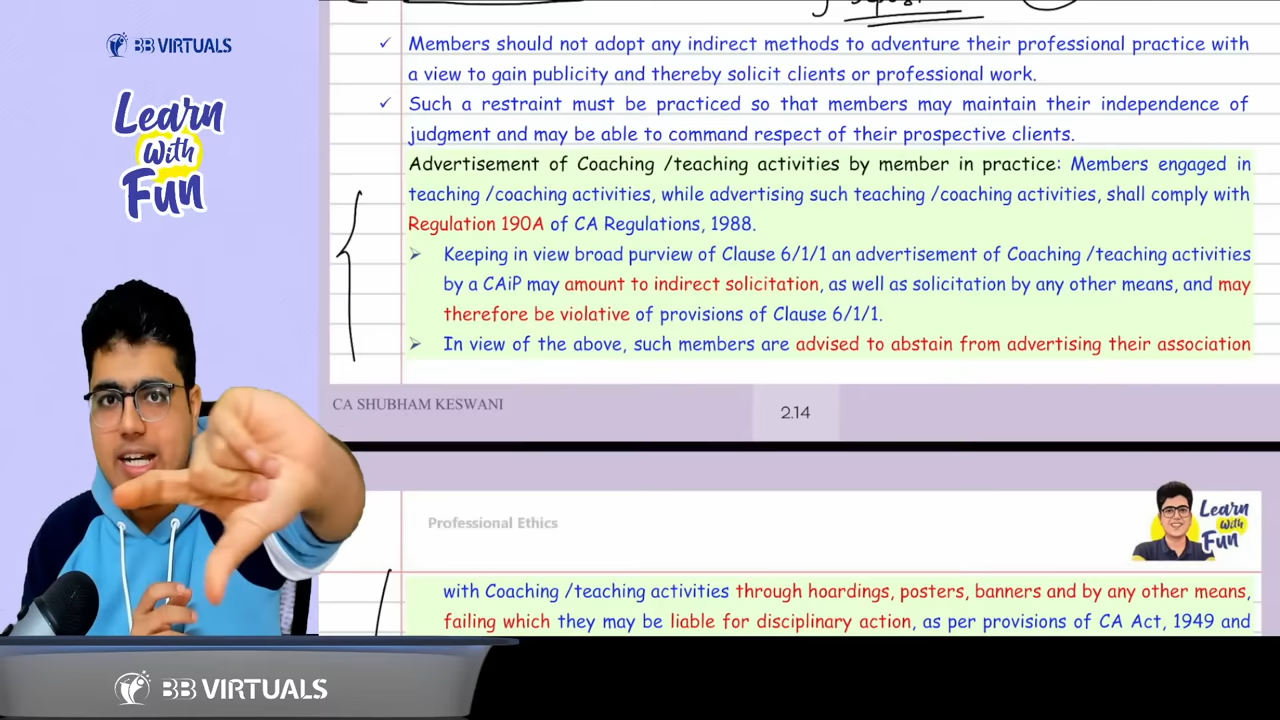 BB VIRTUALS
Learn
With
Fun
✓ Members should not adopt any indirect methods to adventure their professional practice with
a view to gain publicity and thereby solicit clients or professional work.
✓ Such a restraint must be practiced so that members may maintain their independence of
judgment and may be able to command respect of their prospective clients.
Advertisement of Coaching /teaching activities by member in practice: Members engaged in
teaching /coaching activities, while advertising such teaching /coaching activities, shall comply with
Regulation 190A of CA Regulations, 1988.
➢ Keeping in view broad purview of Clause 6/1/1 an advertisement of Coaching /teaching activities
by a CAiP may amount to indirect solicitation, as well as solicitation by any other means, and may
therefore be violative of provisions of Clause 6/1/1.
➢ In view of the above, such members are advised to abstain from advertising their association
CA SHUBHAM KESWANI
2.14
Professional Ethics
Learn
With
Fun
with Coaching /teaching activities through hoardings, posters, banners and by any other means,
failing which they may be liable for disciplinary action, as per provisions of CA Act, 1949 and
BB VIRTUALS